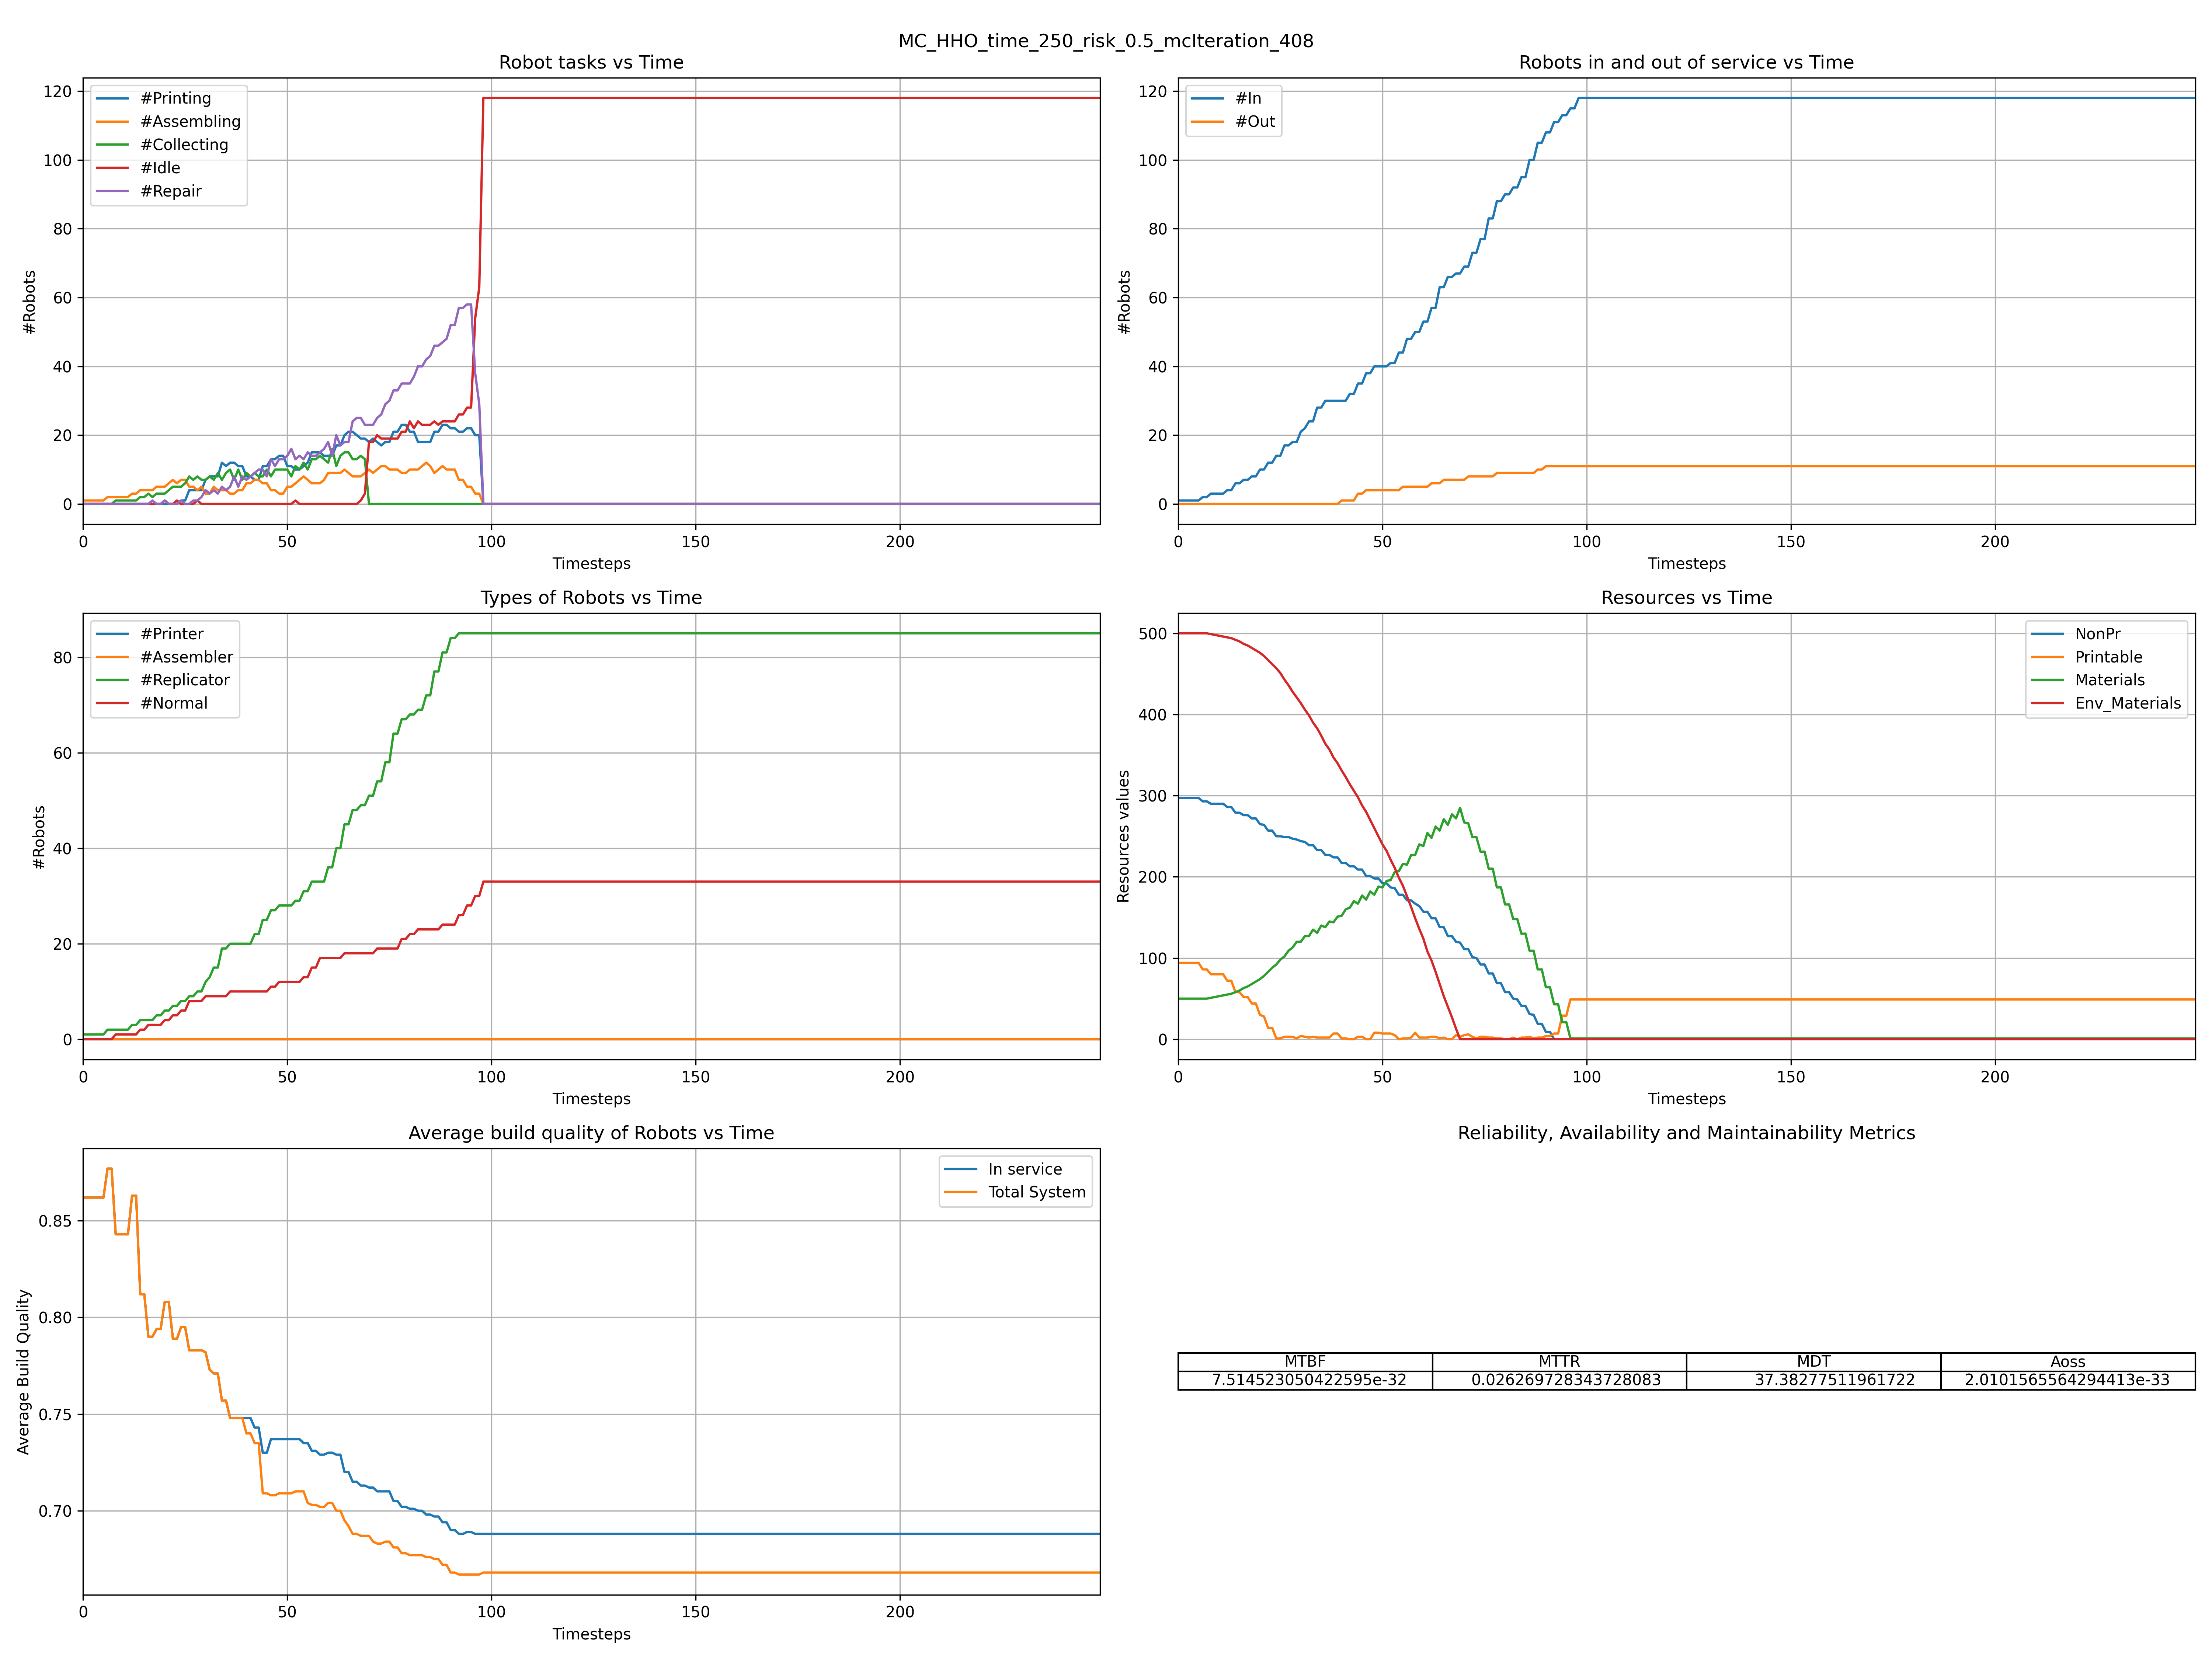 MC_HHO_time_250_risk_0.5_mcIteration_408
Robot tasks vs Time
#Printing
#Assembling
#Collecting
#Idle
#Repair
120
100
80
60
40
20
0
#Robots
0 50 100 150 200
Timesteps
Robots in and out of service vs Time
#In
#Out
120
100
80
60
40
20
0
#Robots
0 50 100 150 200
Timesteps
Types of Robots vs Time
#Printer
#Assembler
#Replicator
#Normal
80
60
40
20
0
#Robots
0 50 100 150 200
Timesteps
Resources vs Time
NonPr
Printable
Materials
Env_Materials
500
400
300
200
100
0
Resources values
0 50 100 150 200
Timesteps
Average build quality of Robots vs Time
In service
Total System
0.85
0.80
0.75
0.70
Average Build Quality
0 50 100 150 200
Timesteps
Reliability, Availability and Maintainability Metrics
MTBF MTTR MDT Aoss
7.514523050422595e-32 0.026269728343728083 37.38277511961722 2.0101565564294413e-33